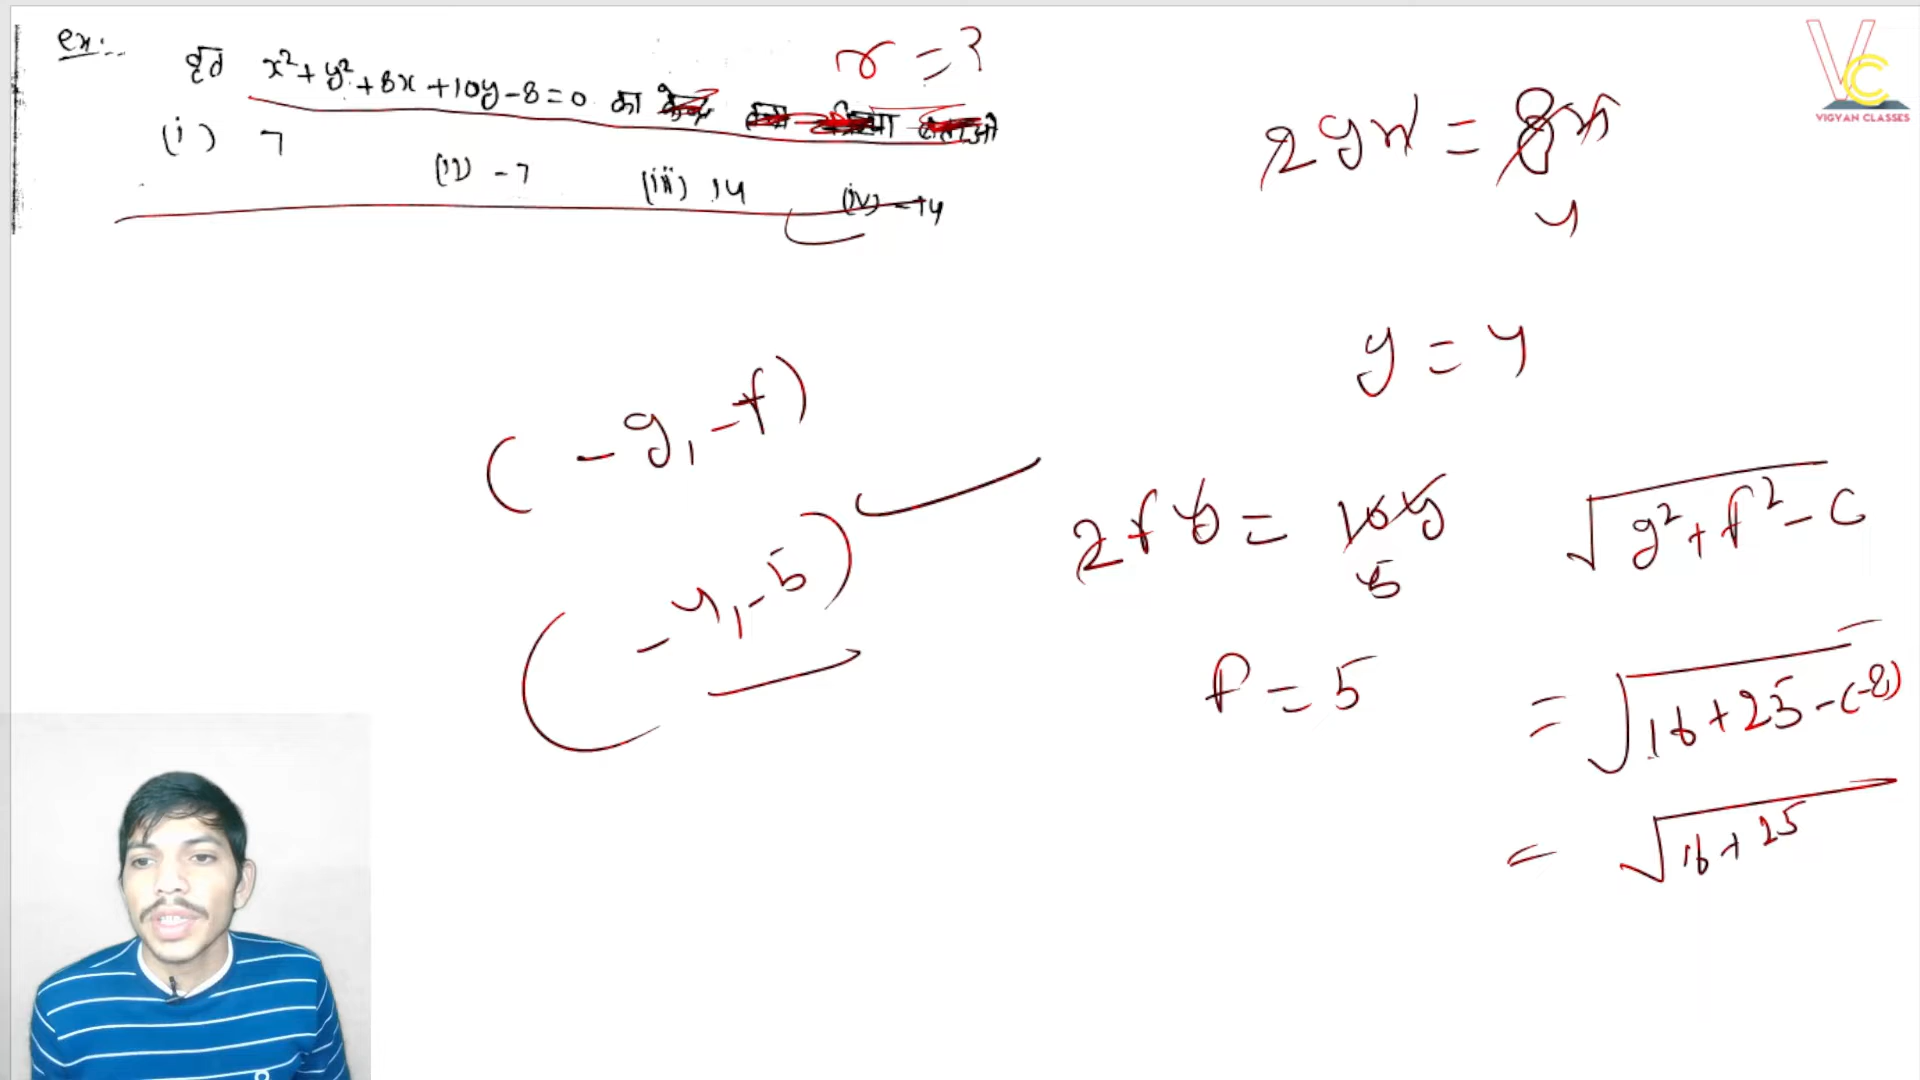 ex:-
वृत x²+y²+8x+10y-8=0 का
r = ?
(i) 7 (ii) -7 (iii) 14 (iv) -14
2gx = 8x
4
g = 4
(-g, -f)
(-4, -5)
2fy = 10y
5
f = 5
√g²+f²-c
= √16+25-(-8)
= √16+25
VC
VIGYAN CLASSES